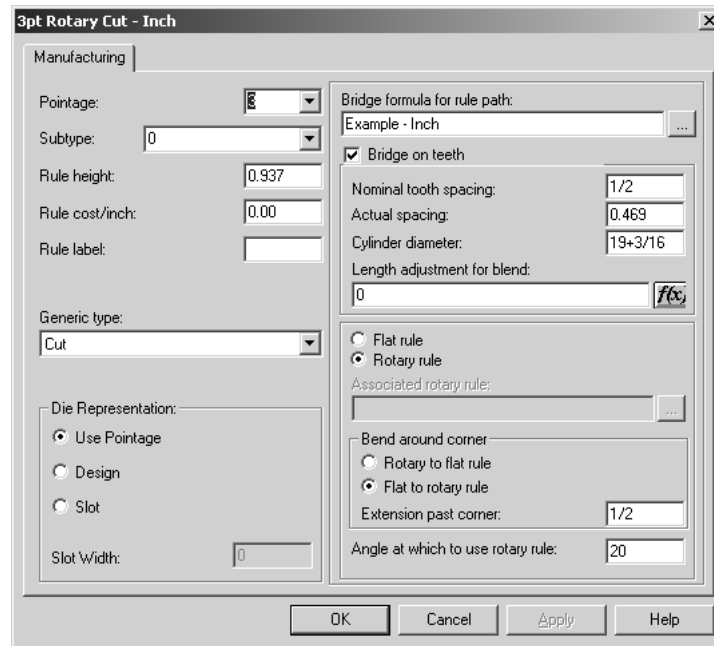 3pt Rotary Cut - Inch
Manufacturing
Pointage: 3
Subtype: 0
Rule height: 0.937
Rule cost/inch: 0.00
Rule label:
Generic type:
Cut
Die Representation:
Use Pointage
Design
Slot
Slot Width: 0
Bridge formula for rule path:
Example - Inch ...
Bridge on teeth
Nominal tooth spacing: 1/2
Actual spacing: 0.469
Cylinder diameter: 19+3/16
Length adjustment for blend:
0 f(x)
Flat rule
Rotary rule
Associated rotary rule:
...
Bend around corner
Rotary to flat rule
Flat to rotary rule
Extension past corner: 1/2
Angle at which to use rotary rule: 20
OK Cancel Apply Help